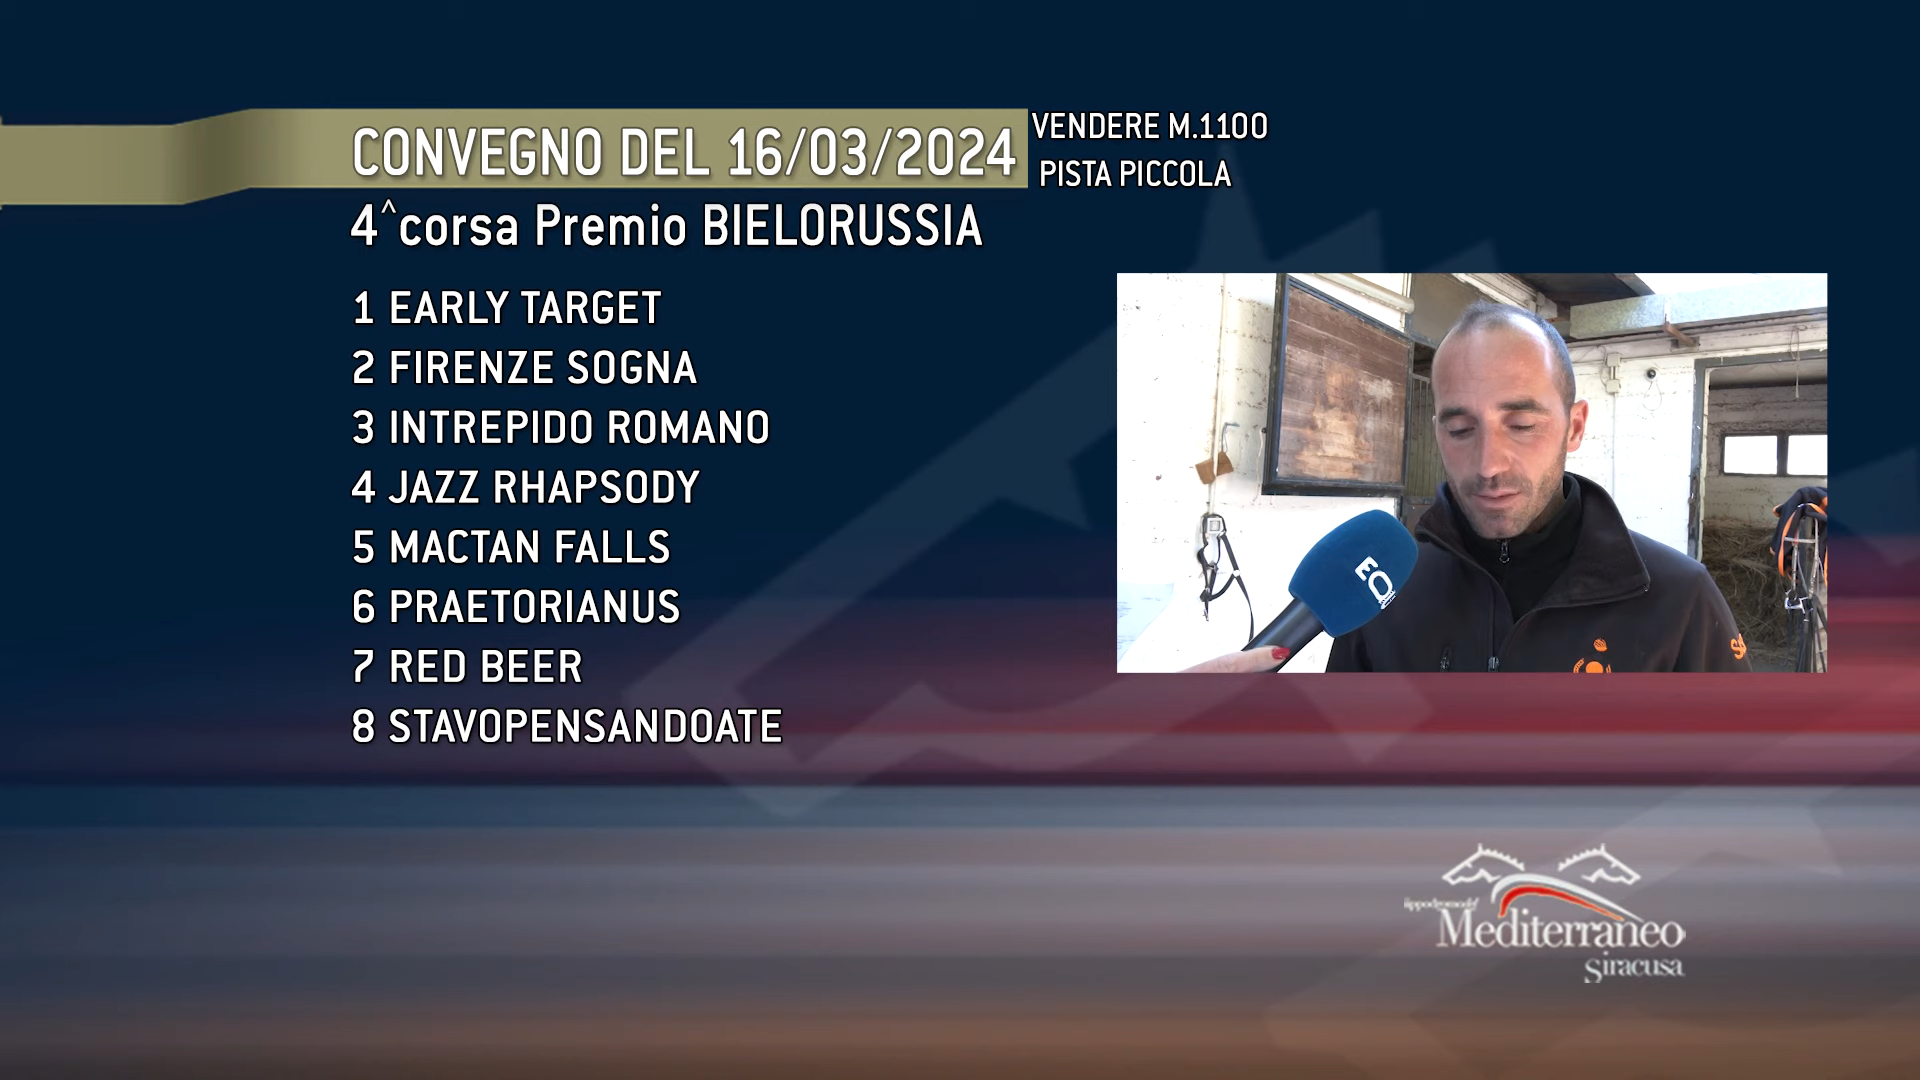 CONVEGNO DEL 16/03/2024
VENDERE M.1100
PISTA PICCOLA
4^corsa Premio BIELORUSSIA
1 EARLY TARGET
2 FIRENZE SOGNA
3 INTREPIDO ROMANO
4 JAZZ RHAPSODY
5 MACTAN FALLS
6 PRAETORIANUS
7 RED BEER
8 STAVOPENSANDOATE
EQ
Mediterraneo
Siracusa